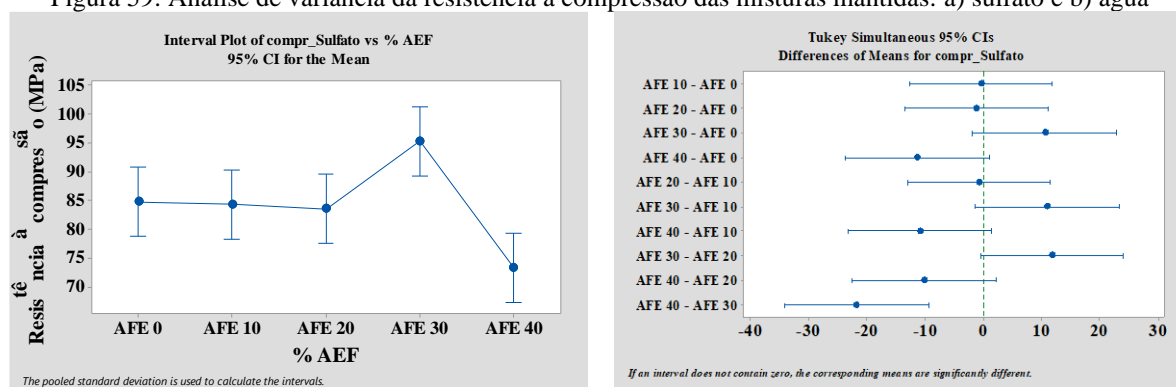 Figura 39: Análise de variância da resistência à compressão das misturas mantidas: a) sulfato e b) água
Interval Plot of compr_Sulfato vs % AEF
95% CI for the Mean
Resis tê ncia à compres sã o (MPa)
105
100
95
90
85
80
75
70
AFE 0 AFE 10 AFE 20 AFE 30 AFE 40
% AEF
The pooled standard deviation is used to calculate the intervals.
Tukey Simultaneous 95% CIs
Differences of Means for compr_Sulfato
AFE 10 - AFE 0
AFE 20 - AFE 0
AFE 30 - AFE 0
AFE 40 - AFE 0
AFE 20 - AFE 10
AFE 30 - AFE 10
AFE 40 - AFE 10
AFE 30 - AFE 20
AFE 40 - AFE 20
AFE 40 - AFE 30
-40 -30 -20 -10 0 10 20 30
If an interval does not contain zero, the corresponding means are significantly different.